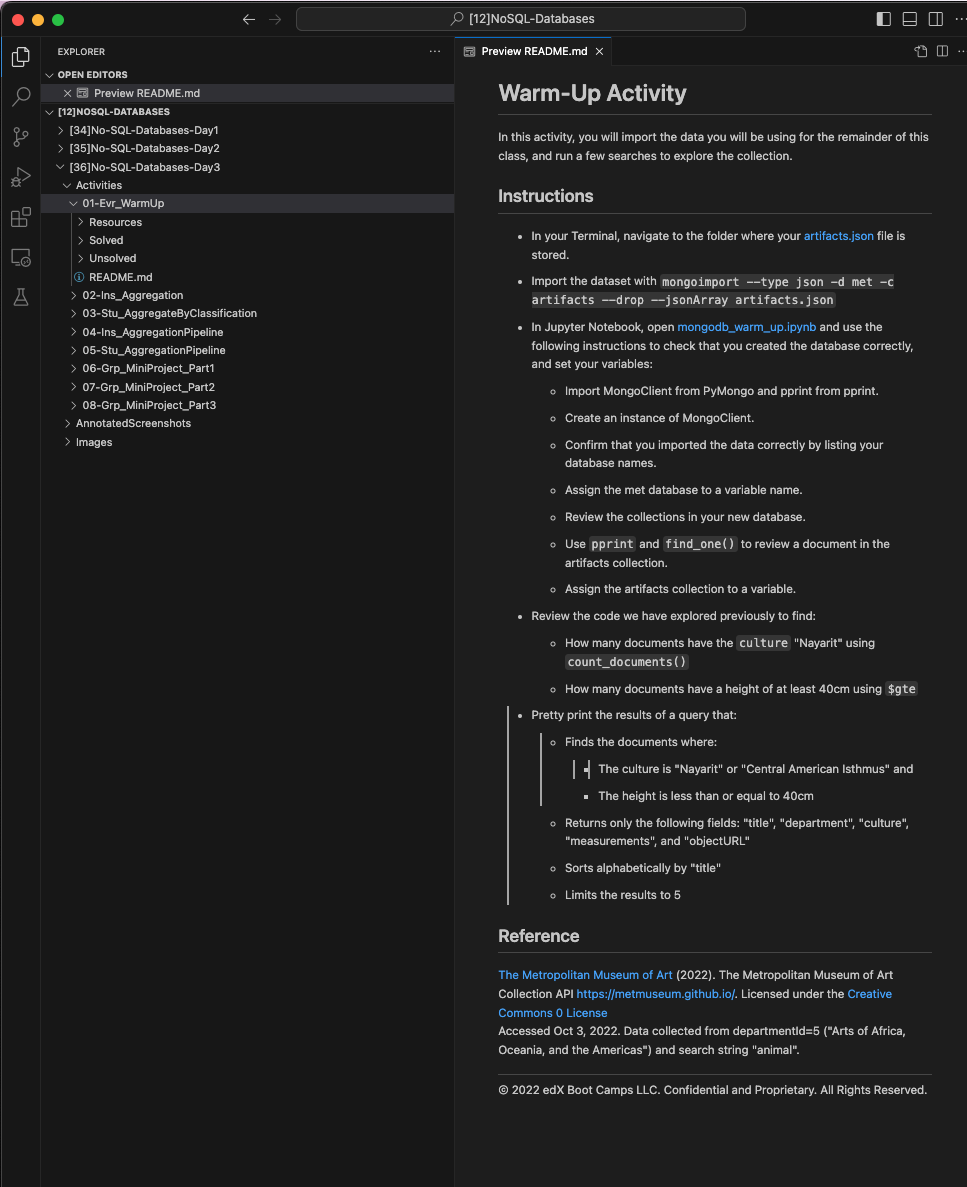 [12]NoSQL-Databases
EXPLORER
OPEN EDITORS
Preview README.md
[12]NOSQL-DATABASES
[34]No-SQL-Databases-Day1
[35]No-SQL-Databases-Day2
[36]No-SQL-Databases-Day3
Activities
01-Evr_WarmUp
Resources
Solved
Unsolved
README.md
02-Ins_Aggregation
03-Stu_AggregateByClassification
04-Ins_AggregationPipeline
05-Stu_AggregationPipeline
06-Grp_MiniProject_Part1
07-Grp_MiniProject_Part2
08-Grp_MiniProject_Part3
AnnotatedScreenshots
Images
Preview README.md
Warm-Up Activity
In this activity, you will import the data you will be using for the remainder of this
class, and run a few searches to explore the collection.
Instructions
In your Terminal, navigate to the folder where your artifacts.json file is
stored.
Import the dataset with mongoimport --type json -d met -c
artifacts --drop --jsonArray artifacts.json
In Jupyter Notebook, open mongodb_warm_up.ipynb and use the
following instructions to check that you created the database correctly,
and set your variables:
Import MongoClient from PyMongo and pprint from pprint.
Create an instance of MongoClient.
Confirm that you imported the data correctly by listing your
database names.
Assign the met database to a variable name.
Review the collections in your new database.
Use pprint and find_one() to review a document in the
artifacts collection.
Assign the artifacts collection to a variable.
Review the code we have explored previously to find:
How many documents have the culture "Nayarit" using
count_documents()
How many documents have a height of at least 40cm using $gte
Pretty print the results of a query that:
Finds the documents where:
The culture is "Nayarit" or "Central American Isthmus" and
The height is less than or equal to 40cm
Returns only the following fields: "title", "department", "culture",
"measurements", and "objectURL"
Sorts alphabetically by "title"
Limits the results to 5
Reference
The Metropolitan Museum of Art (2022). The Metropolitan Museum of Art
Collection API https://metmuseum.github.io/. Licensed under the Creative
Commons 0 License
Accessed Oct 3, 2022. Data collected from departmentId=5 ("Arts of Africa,
Oceania, and the Americas") and search string "animal".
© 2022 edX Boot Camps LLC. Confidential and Proprietary. All Rights Reserved.